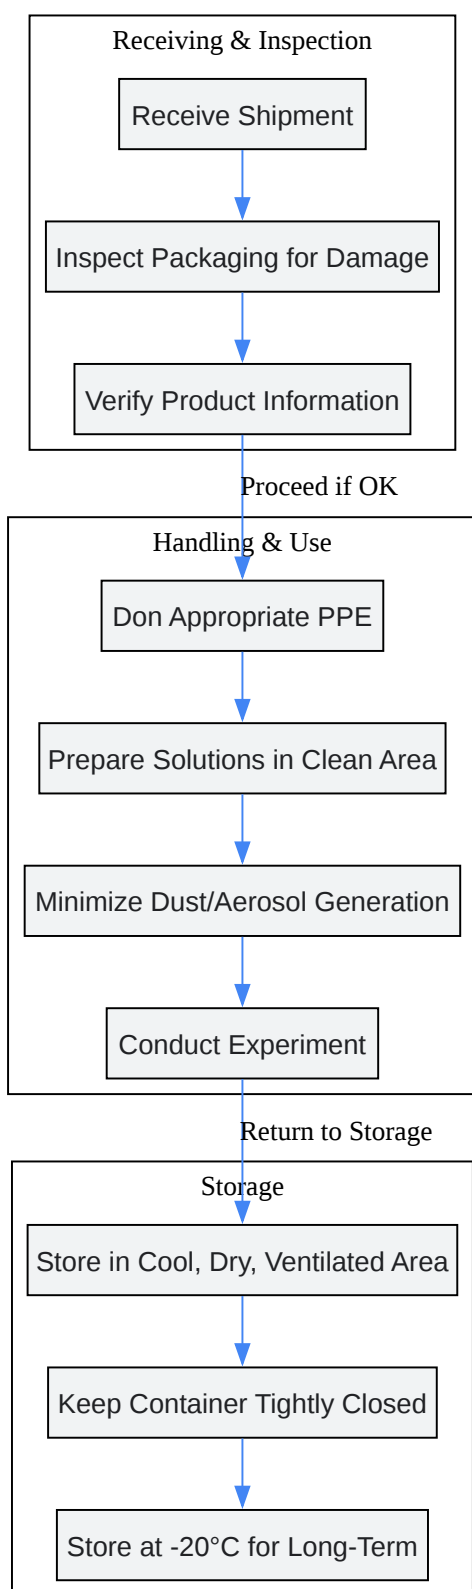 Receiving & Inspection
Receive Shipment
Inspect Packaging for Damage
Verify Product Information
Proceed if OK
Handling & Use
Don Appropriate PPE
Prepare Solutions in Clean Area
Minimize Dust/Aerosol Generation
Conduct Experiment
Return to Storage
Storage
Store in Cool, Dry, Ventilated Area
Keep Container Tightly Closed
Store at -20°C for Long-Term